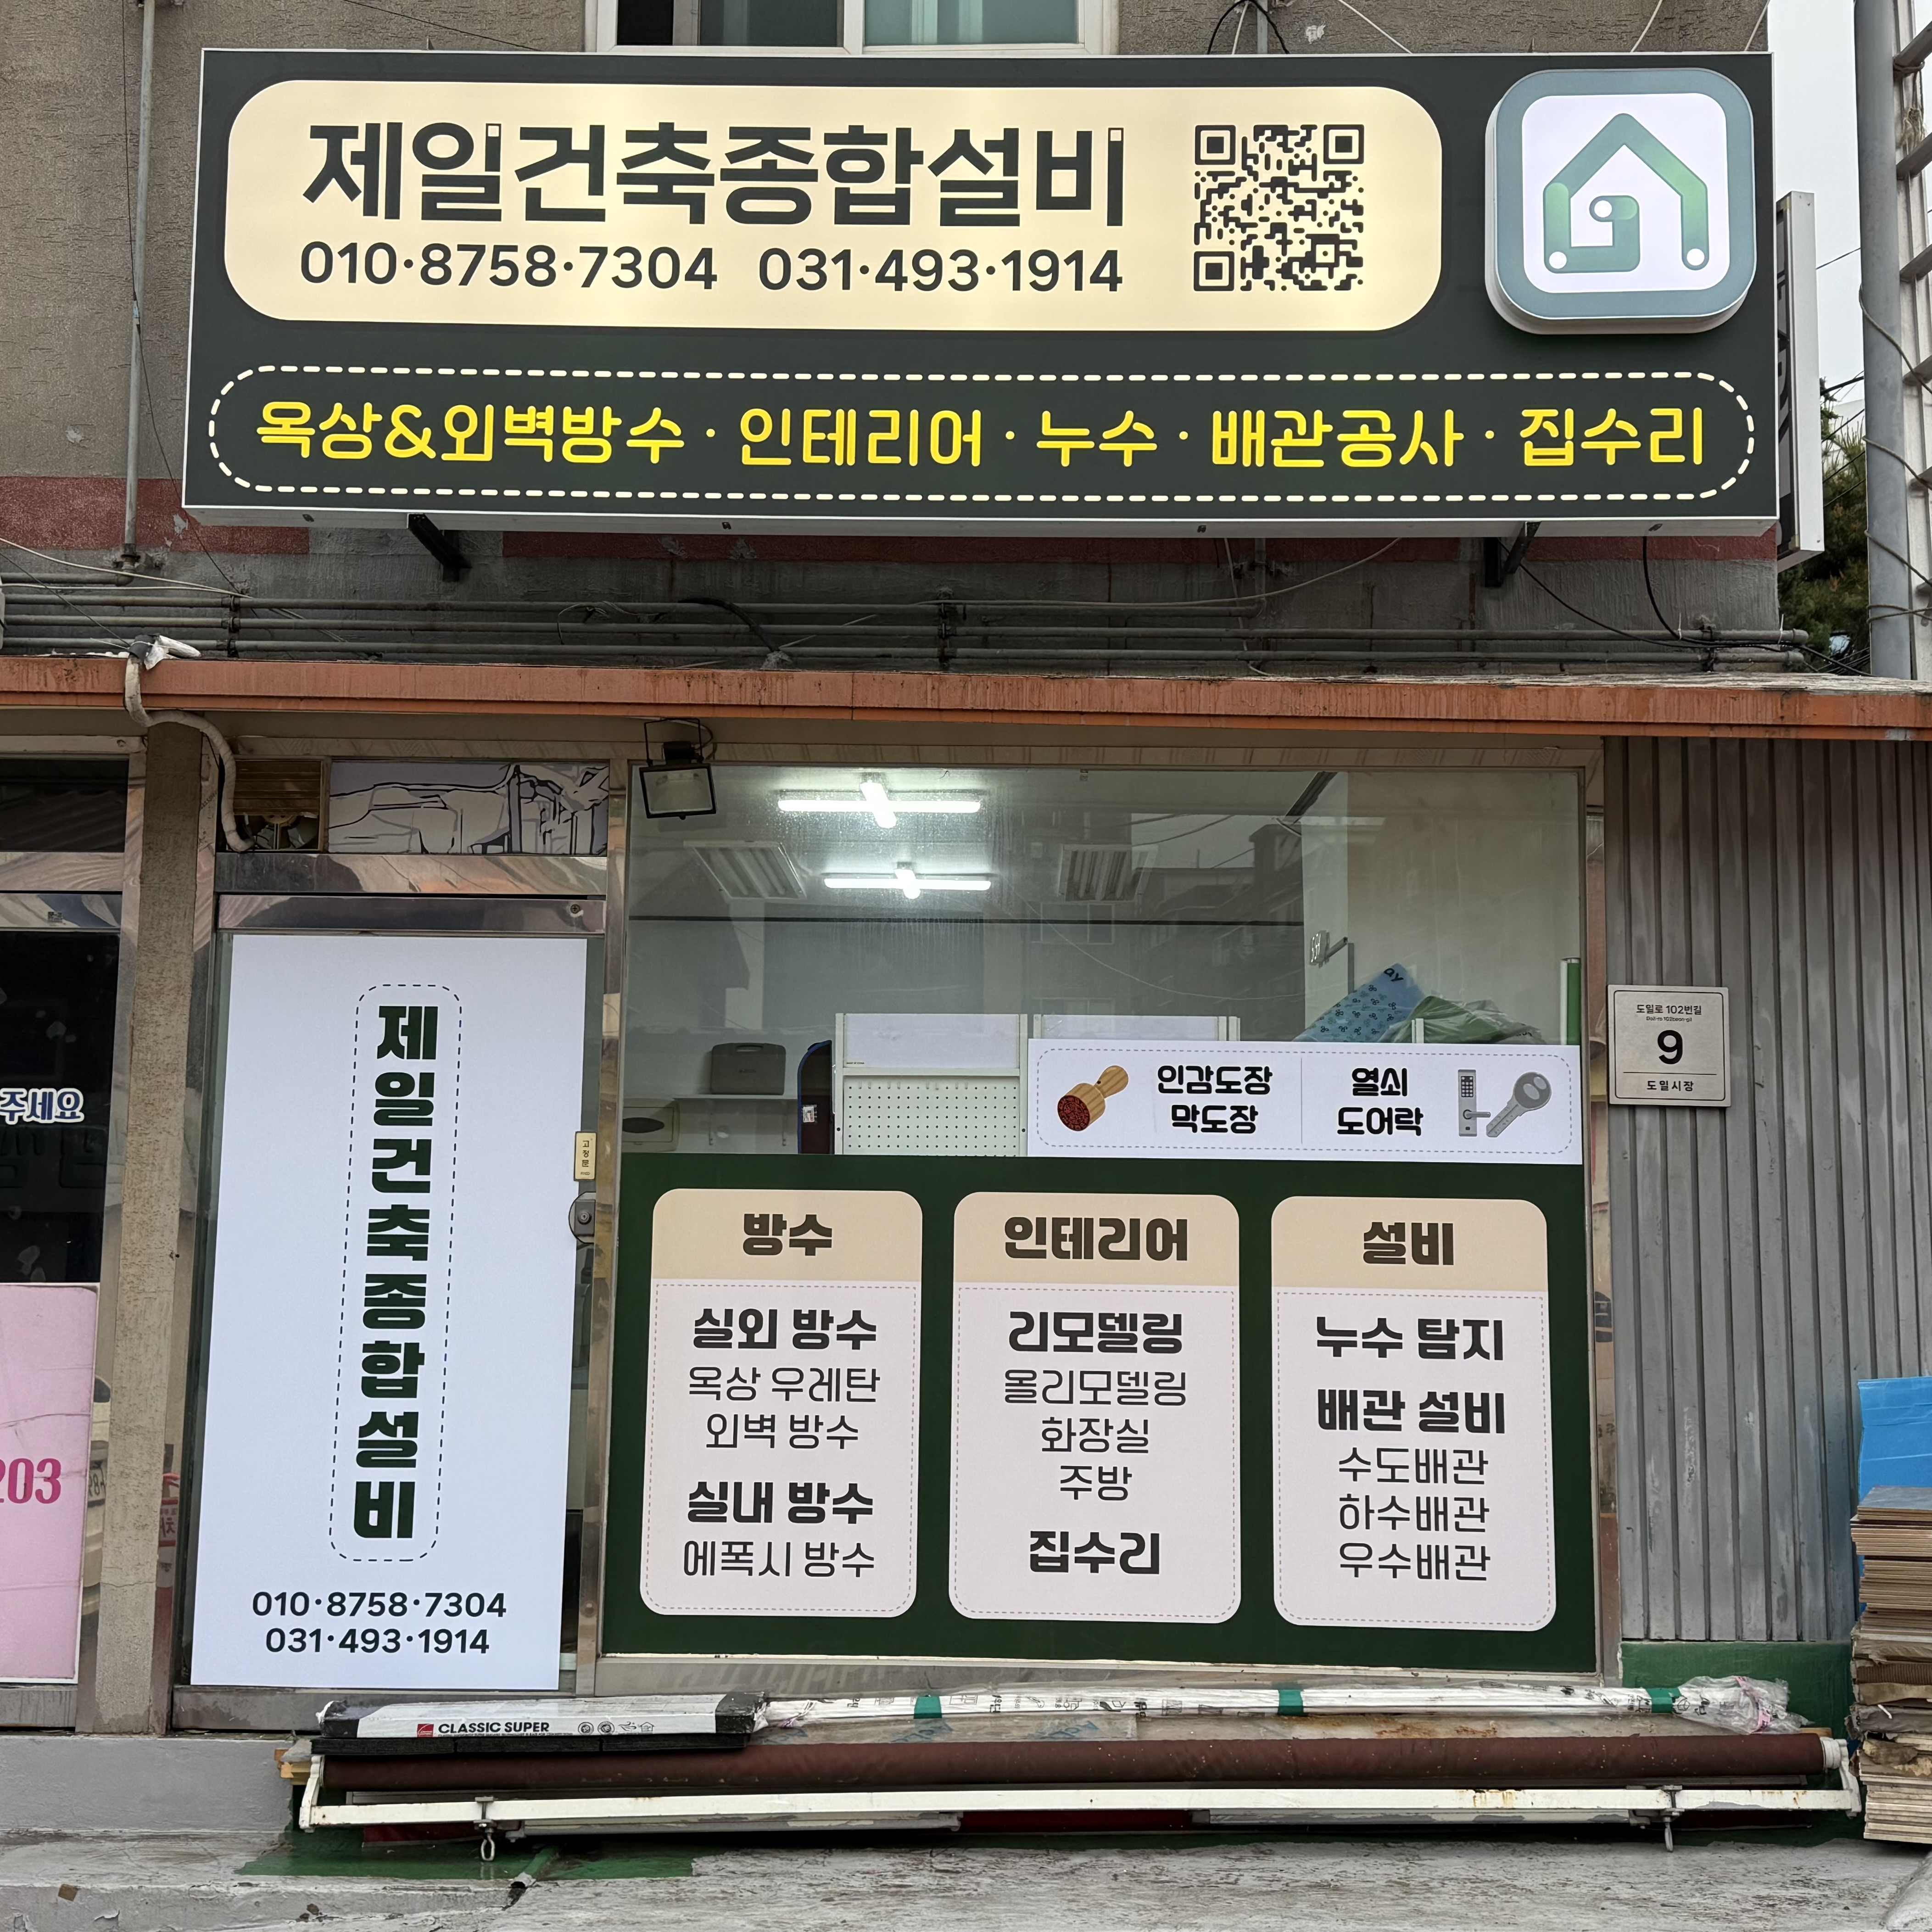 제일건축종합설비
010·8758·7304 031·493·1914
옥상&외벽방수 · 인테리어 · 누수 · 배관공사 · 집수리
제일건축종합설비
010·8758·7304
031·493·1914
고정문
인감도장
막도장
열쇠
도어락
방수
실외 방수
옥상 우레탄
외벽 방수
실내 방수
에폭시 방수
인테리어
리모델링
올리모델링
화장실
주방
집수리
설비
누수 탐지
배관 설비
수도배관
하수배관
우수배관
도일로 102번길
9
도일시장
주세요
203
CLASSIC SUPER